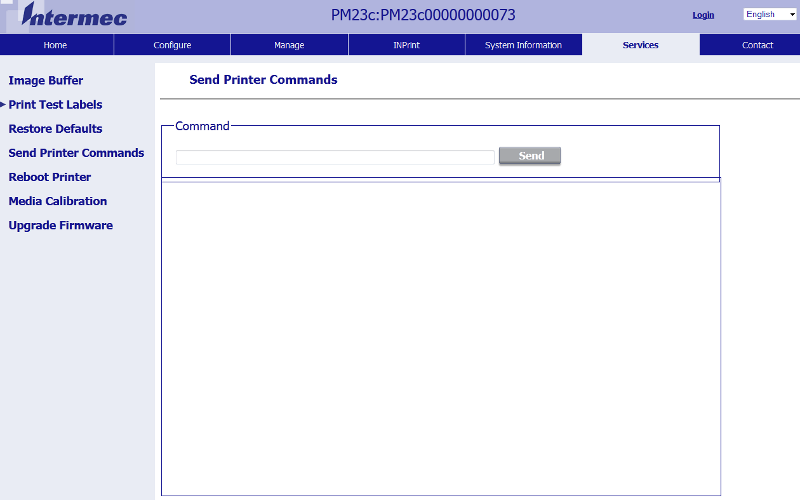 Intermec
PM23c:PM23c00000000073
Login
English
Home
Configure
Manage
INPrint
System Information
Services
Contact
Image Buffer
Print Test Labels
Restore Defaults
Send Printer Commands
Reboot Printer
Media Calibration
Upgrade Firmware
Send Printer Commands
Command
Send